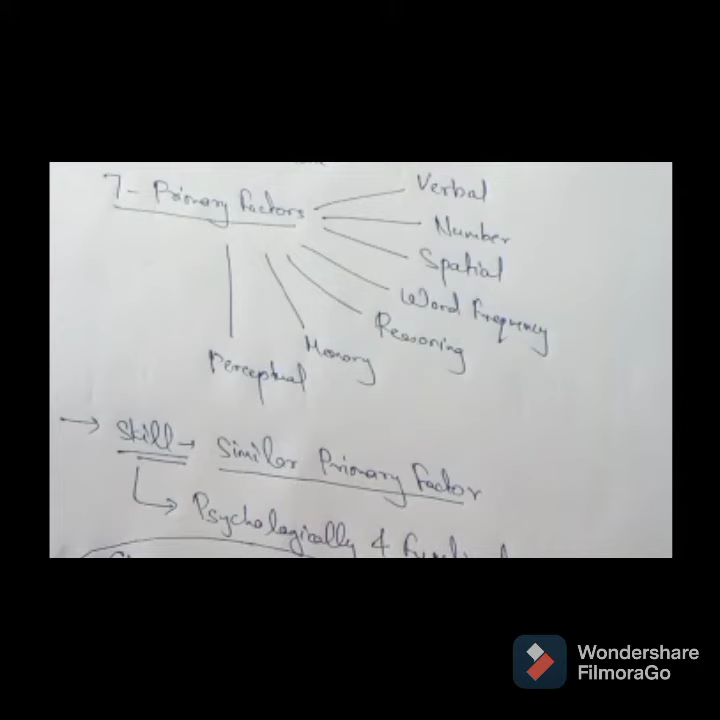 7- Primary Factors
Verbal
Number
Spatial
Word Frequency
Reasoning
Memory
Perceptual
→ Skill → Similar Primary Factor
→ Psychologically &
Wondershare
FilmoraGo